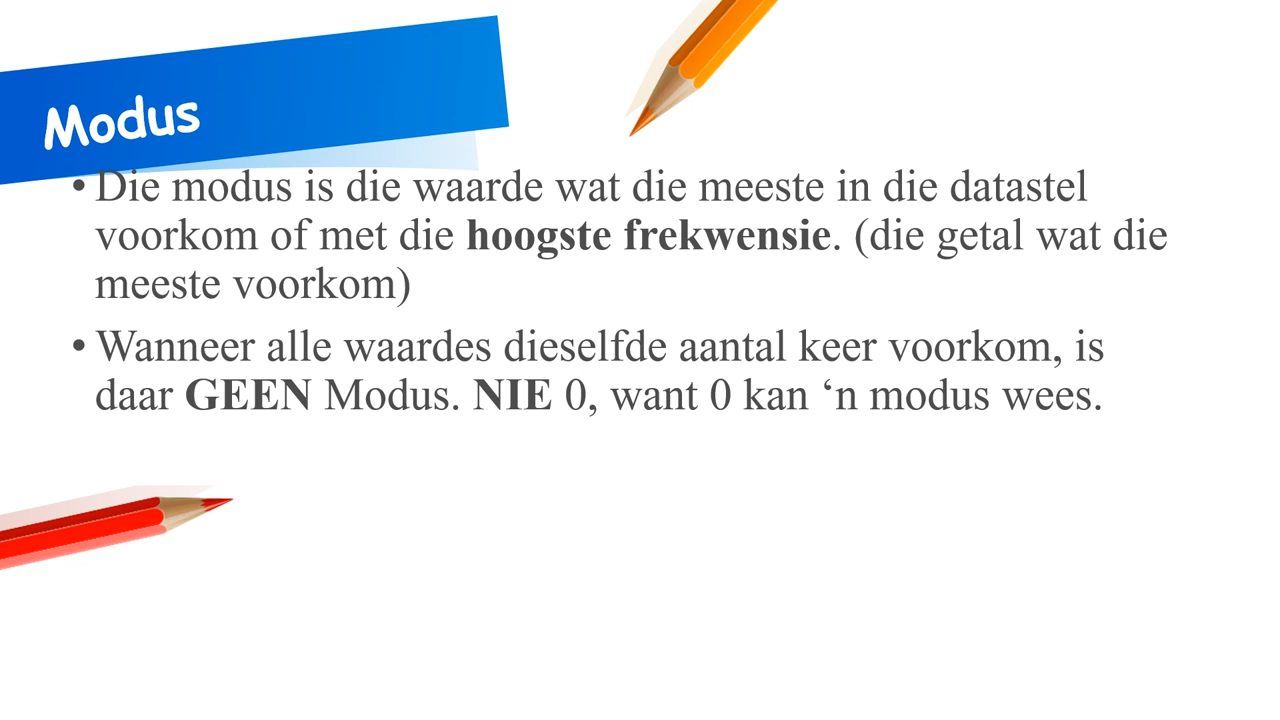 Modus
• Die modus is die waarde wat die meeste in die datastel
voorkom of met die hoogste frekwensie. (die getal wat die
meeste voorkom)
• Wanneer alle waardes dieselfde aantal keer voorkom, is
daar GEEN Modus. NIE 0, want 0 kan ‘n modus wees.